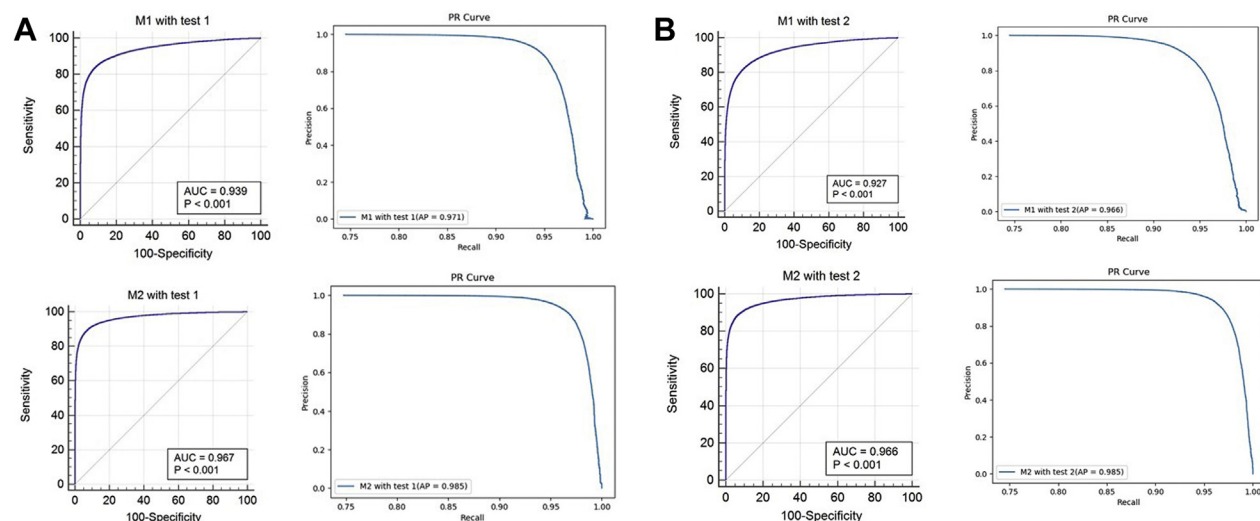 A
M1 with test 1
Sensitivity
100
80
60
40
20
0
AUC = 0.939
P < 0.001
0 20 40 60 80 100
100-Specificity
PR Curve
Precision
1.0
0.8
0.6
0.4
0.2
0.0
M1 with test 1(AP = 0.971)
0.75 0.80 0.85 0.90 0.95 1.00
Recall
M2 with test 1
Sensitivity
100
80
60
40
20
0
AUC = 0.967
P < 0.001
0 20 40 60 80 100
100-Specificity
PR Curve
Precision
1.0
0.8
0.6
0.4
0.2
0.0
M2 with test 1(AP = 0.985)
0.75 0.80 0.85 0.90 0.95 1.00
Recall
B
M1 with test 2
Sensitivity
100
80
60
40
20
0
AUC = 0.927
P < 0.001
0 20 40 60 80 100
100-Specificity
PR Curve
Precision
1.0
0.8
0.6
0.4
0.2
0.0
M1 with test 2(AP = 0.966)
0.75 0.80 0.85 0.90 0.95 1.00
Recall
M2 with test 2
Sensitivity
100
80
60
40
20
0
AUC = 0.966
P < 0.001
0 20 40 60 80 100
100-Specificity
PR Curve
Precision
1.0
0.8
0.6
0.4
0.2
0.0
M2 with test 2(AP = 0.985)
0.75 0.80 0.85 0.90 0.95 1.00
Recall